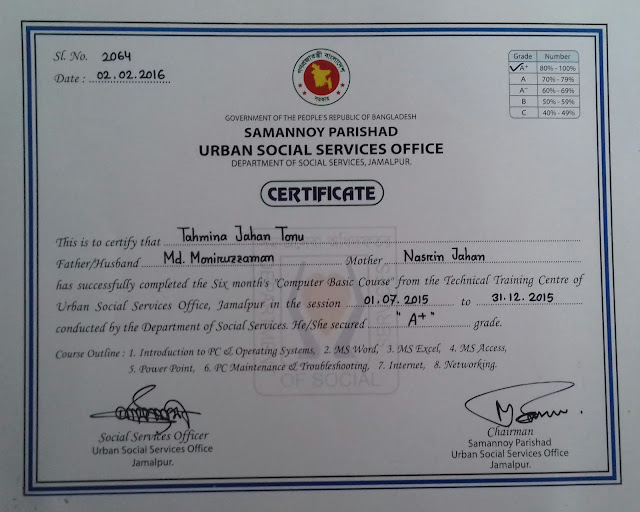 Sl. No. 2064
Date : 02.02.2016
Grade Number
A+ 80% - 100%
A 70% - 79%
A- 60% - 69%
B 50% - 59%
C 40% - 49%
GOVERNMENT OF THE PEOPLE'S REPUBLIC OF BANGLADESH
SAMANNOY PARISHAD
URBAN SOCIAL SERVICES OFFICE
DEPARTMENT OF SOCIAL SERVICES, JAMALPUR.
CERTIFICATE
This is to certify that Tahmina Jahan Tonu
Father/Husband Md. Moniruzzaman Mother Nasrin Jahan
has successfully completed the Six month's "Computer Basic Course" from the Technical Training Centre of
Urban Social Services Office, Jamalpur in the session 01.07.2015 to 31.12.2015
conducted by the Department of Social Services. He/She secured "A+" grade.
Course Outline : 1. Introduction to PC & Operating Systems, 2. MS Word, 3. MS Excel, 4. MS Access,
5. Power Point, 6. PC Maintenance & Troubleshooting, 7. Internet, 8. Networking.
OF SOCIAL
Social Services Officer
Urban Social Services Office
Jamalpur.
Chairman
Samannoy Parishad
Urban Social Services Office
Jamalpur.